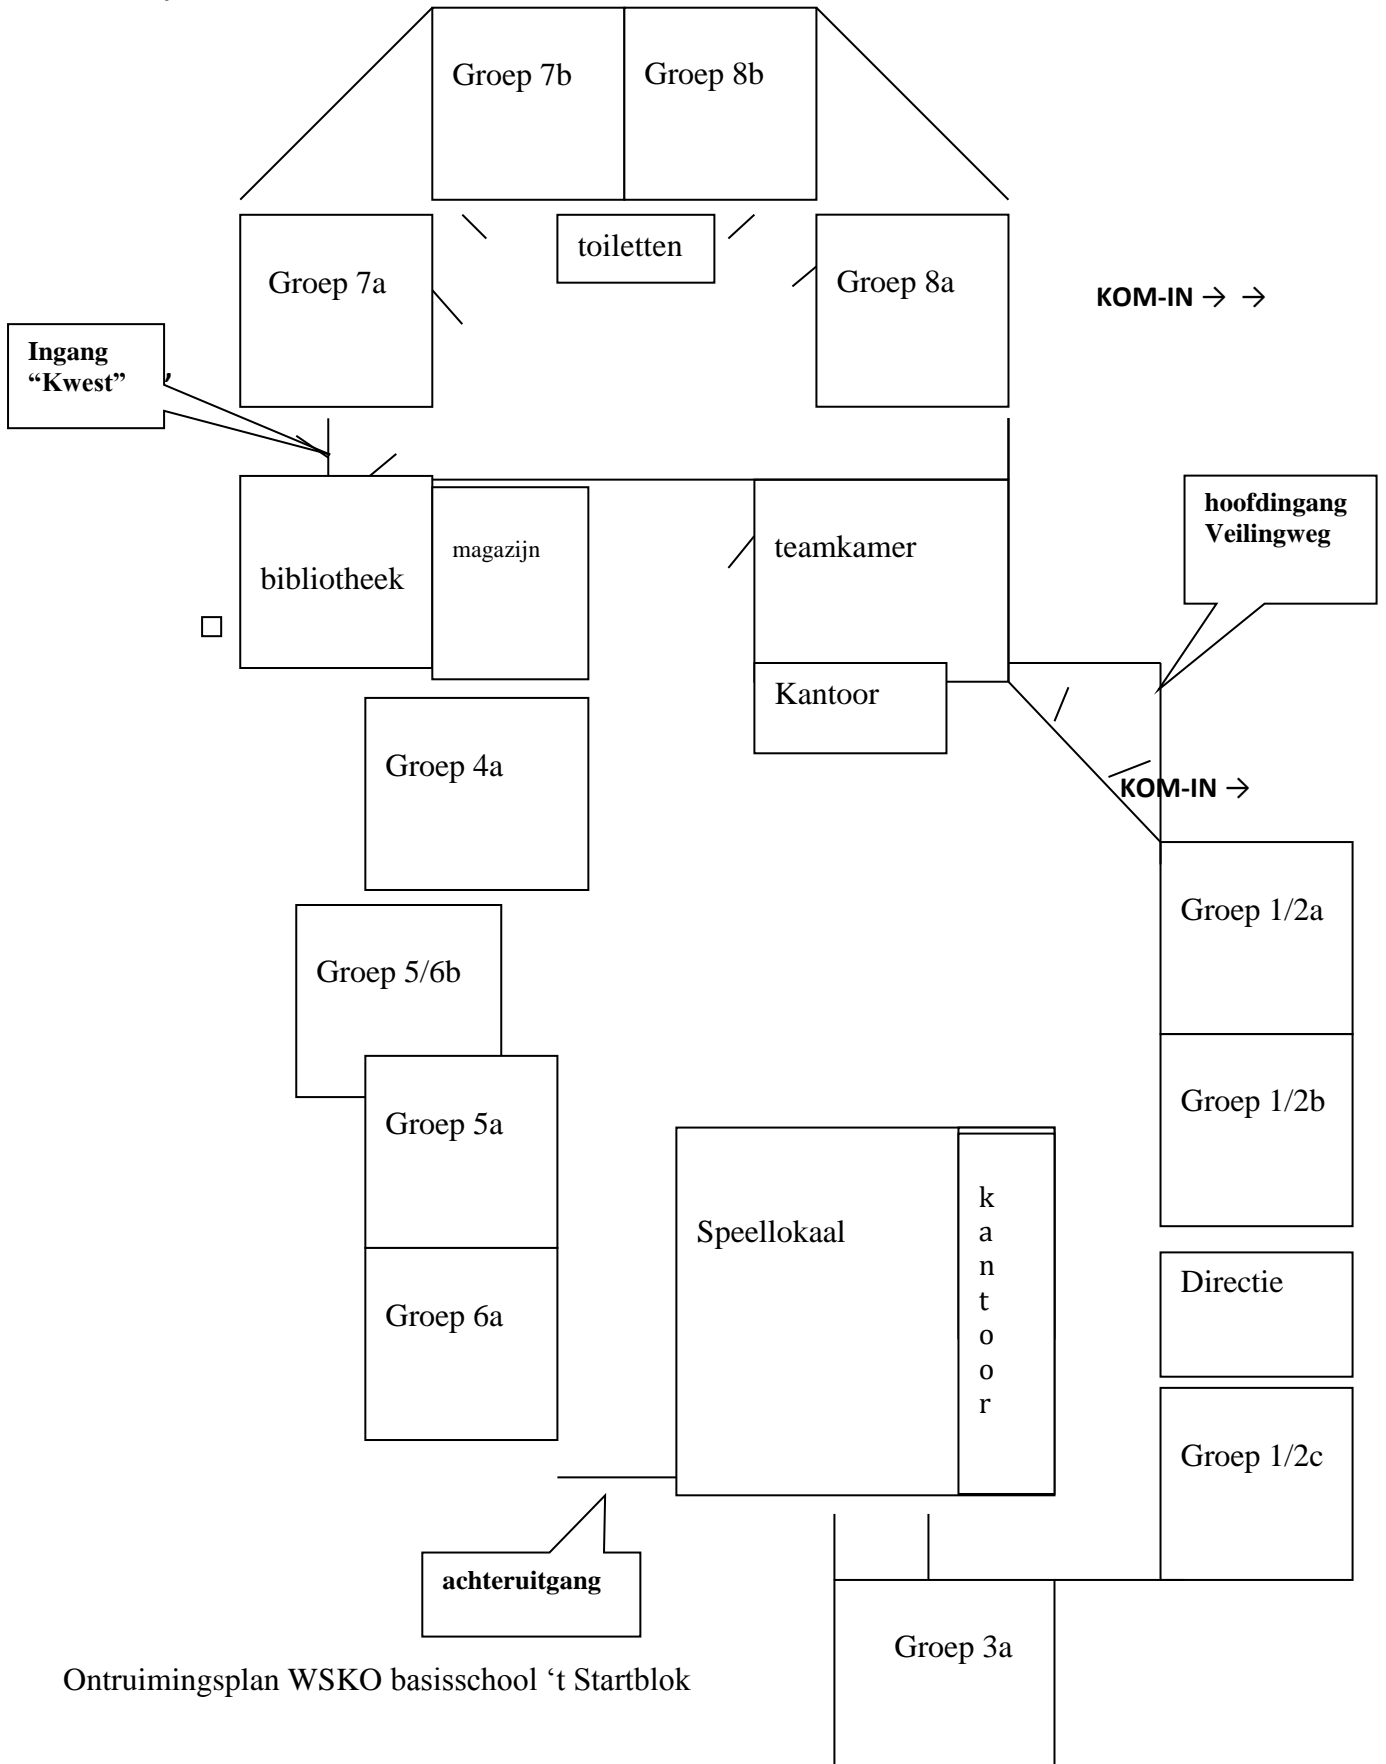 Groep 7b
Groep 8b
toiletten
Groep 7a
Groep 8a
KOM-IN → →
Ingang
“Kwest” ’
hoofdingang
Veilingweg
teamkamer
magazijn
bibliotheek
Kantoor
Groep 4a
KOM-IN →
Groep 1/2a
Groep 5/6b
Groep 1/2b
Groep 5a
Speellokaal
k
a
n
t
o
o
r
Directie
Groep 6a
Groep 1/2c
achteruitgang
Groep 3a
Ontruimingsplan WSKO basisschool ‘t Startblok